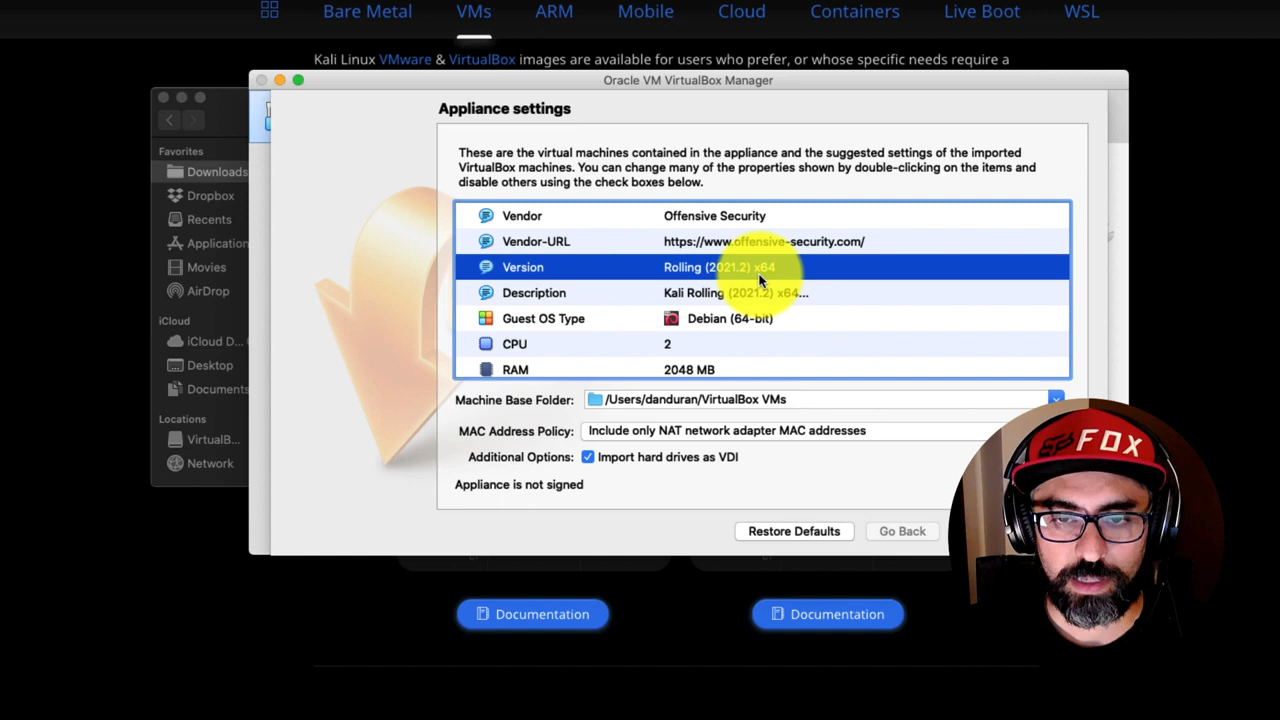 Bare Metal VMs ARM Mobile Cloud Containers Live Boot WSL
Kali Linux VMware & VirtualBox images are available for users who prefer, or whose specific needs require a
Oracle VM VirtualBox Manager
Favorites
Downloads
Dropbox
Recents
Application
Movies
AirDrop
iCloud
iCloud D...
Desktop
Documents
Locations
VirtualB...
Network
Appliance settings
These are the virtual machines contained in the appliance and the suggested settings of the imported
VirtualBox machines. You can change many of the properties shown by double-clicking on the items and
disable others using the check boxes below.
Vendor Offensive Security
Vendor-URL https://www.offensive-security.com/
Version Rolling (2021.2) x64
Description Kali Rolling (2021.2) x64...
Guest OS Type Debian (64-bit)
CPU 2
RAM 2048 MB
Machine Base Folder: /Users/danduran/VirtualBox VMs
MAC Address Policy: Include only NAT network adapter MAC addresses
Additional Options: Import hard drives as VDI
Appliance is not signed
Restore Defaults Go Back
FOX
Documentation Documentation